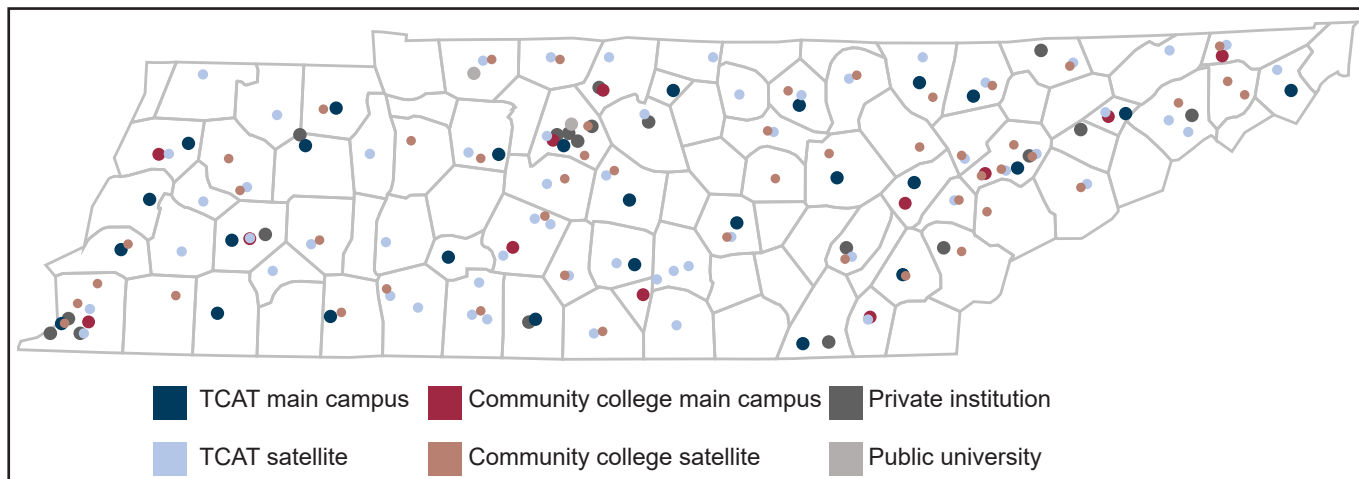 TCAT main campus
Community college main campus
Private institution
TCAT satellite
Community college satellite
Public university